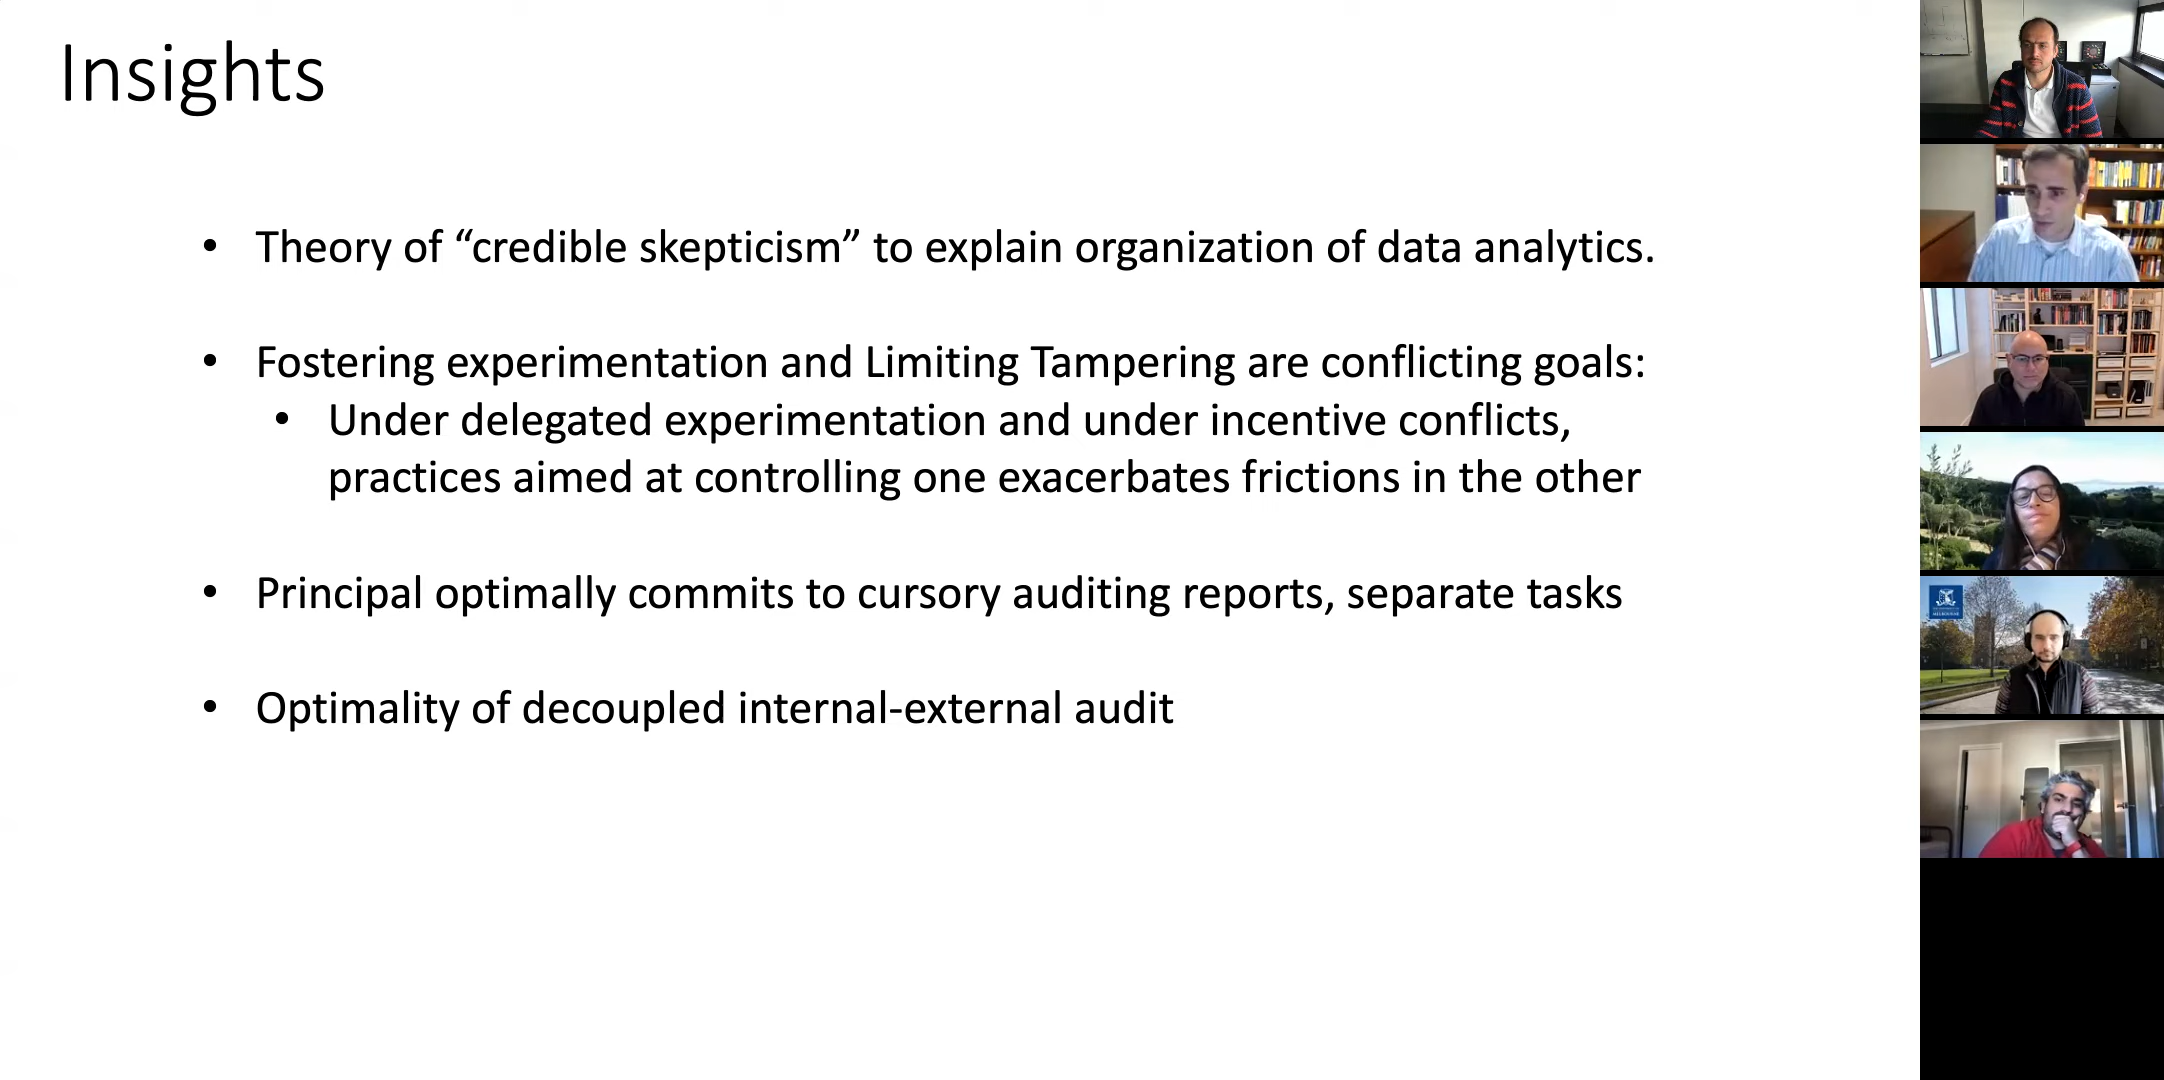 Insights
• Theory of “credible skepticism” to explain organization of data analytics.
• Fostering experimentation and Limiting Tampering are conflicting goals:
• Under delegated experimentation and under incentive conflicts,
practices aimed at controlling one exacerbates frictions in the other
• Principal optimally commits to cursory auditing reports, separate tasks
• Optimality of decoupled internal-external audit
MELBOURNE